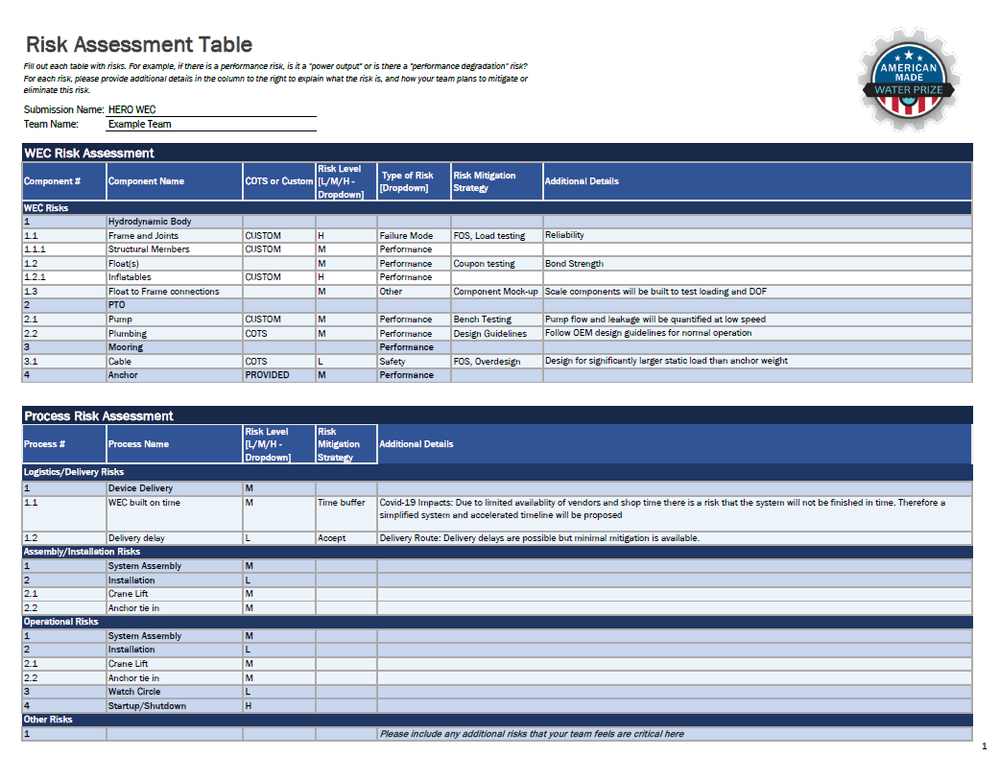 Risk Assessment Table
Fill out each table with risks. For example, if there is a performance risk, is it a "power output" or is there a "performance degradation" risk?
For each risk, please provide additional details in the column to the right to explain what the risk is, and how your team plans to mitigate or
eliminate this risk.
AMERICAN
MADE
WATER PRIZE
Submission Name: HERO WEC
Team Name: Example Team
WEC Risk Assessment
Component # Component Name COTS or Custom Risk Level [L/M/H - Dropdown] Type of Risk [Dropdown] Risk Mitigation Strategy Additional Details
WEC Risks
1 Hydrodynamic Body
1.1 Frame and Joints CUSTOM H Failure Mode FOS, Load testing Reliability
1.1.1 Structural Members CUSTOM M Performance
1.2 Float(s) M Performance Coupon testing Bond Strength
1.2.1 Inflatables CUSTOM H Performance
1.3 Float to Frame connections M Other Component Mock-up Scale components will be built to test loading and DOF
2 PTO
2.1 Pump CUSTOM M Performance Bench Testing Pump flow and leakage will be quantified at low speed
2.2 Plumbing COTS M Performance Design Guidelines Follow OEM design guidelines for normal operation
3 Mooring Performance
3.1 Cable COTS L Safety FOS, Overdesign Design for significantly larger static load than anchor weight
4 Anchor PROVIDED M Performance
Process Risk Assessment
Process # Process Name Risk Level [L/M/H - Dropdown] Risk Mitigation Strategy Additional Details
Logistics/Delivery Risks
1 Device Delivery M
1.1 WEC built on time M Time buffer Covid-19 Impacts: Due to limited availablity of vendors and shop time there is a risk that the system will not be finished in time. Therefore a
simplified system and accelerated timeline will be proposed
1.2 Delivery delay L Accept Delivery Route: Delivery delays are possible but minimal mitigation is available.
Assembly/Installation Risks
1 System Assembly M
2 Installation L
2.1 Crane Lift M
2.2 Anchor tie in M
Operational Risks
1 System Assembly M
2 Installation L
2.1 Crane Lift M
2.2 Anchor tie in M
3 Watch Circle L
4 Startup/Shutdown H
Other Risks
1 Please include any additional risks that your team feels are critical here
1